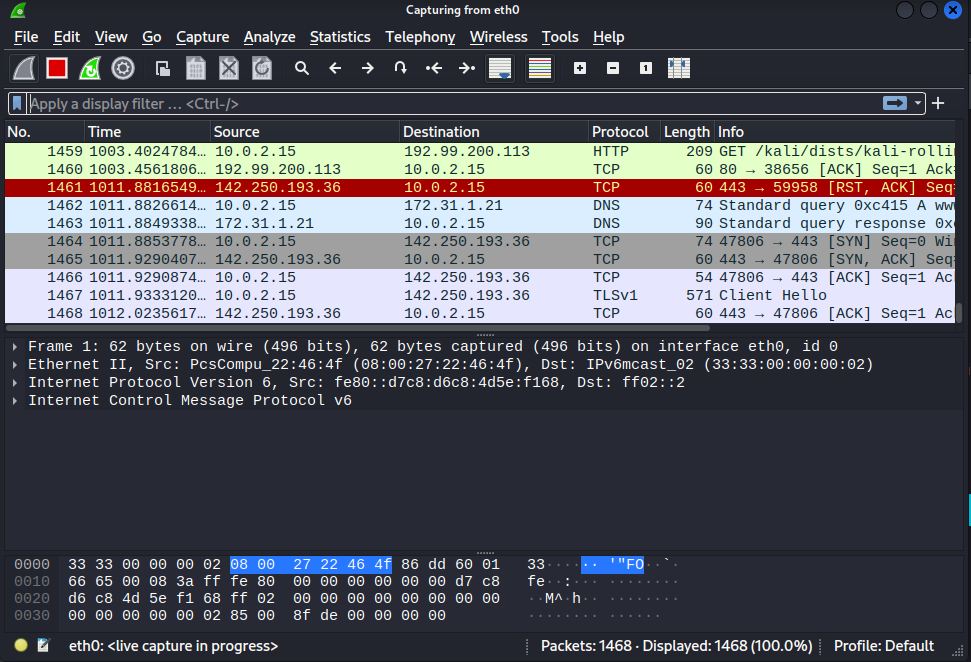 Capturing from eth0
File Edit View Go Capture Analyze Statistics Telephony Wireless Tools Help
Apply a display filter … <Ctrl-/>
No. Time Source Destination Protocol Length Info
1459 1003.4024784… 10.0.2.15 192.99.200.113 HTTP 209 GET /kali/dists/kali-rollin
1460 1003.4561806… 192.99.200.113 10.0.2.15 TCP 60 80 → 38656 [ACK] Seq=1 Ack=
1461 1011.8816549… 142.250.193.36 10.0.2.15 TCP 60 443 → 59958 [RST, ACK] Seq=
1462 1011.8826614… 10.0.2.15 172.31.1.21 DNS 74 Standard query 0xc415 A www
1463 1011.8849338… 172.31.1.21 10.0.2.15 DNS 90 Standard query response 0xc
1464 1011.8853778… 10.0.2.15 142.250.193.36 TCP 74 47806 → 443 [SYN] Seq=0 Win
1465 1011.9290407… 142.250.193.36 10.0.2.15 TCP 60 443 → 47806 [SYN, ACK] Seq=
1466 1011.9290874… 10.0.2.15 142.250.193.36 TCP 54 47806 → 443 [ACK] Seq=1 Ack
1467 1011.9333120… 10.0.2.15 142.250.193.36 TLSv1 571 Client Hello
1468 1012.0235617… 142.250.193.36 10.0.2.15 TCP 60 443 → 47806 [ACK] Seq=1 Ack
Frame 1: 62 bytes on wire (496 bits), 62 bytes captured (496 bits) on interface eth0, id 0
Ethernet II, Src: PcsCompu_22:46:4f (08:00:27:22:46:4f), Dst: IPv6mcast_02 (33:33:00:00:00:02)
Internet Protocol Version 6, Src: fe80::d7c8:d6c8:4d5e:f168, Dst: ff02::2
Internet Control Message Protocol v6
0000 33 33 00 00 00 02 08 00 27 22 46 4f 86 dd 60 01 33······ '"FO··`·
0010 66 65 00 08 3a ff fe 80 00 00 00 00 00 00 d7 c8 fe··:··· ········
0020 d6 c8 4d 5e f1 68 ff 02 00 00 00 00 00 00 00 00 ··M^·h·· ········
0030 00 00 00 00 00 02 85 00 8f de 00 00 00 00 ········ ······
eth0: <live capture in progress> Packets: 1468 · Displayed: 1468 (100.0%) Profile: Default